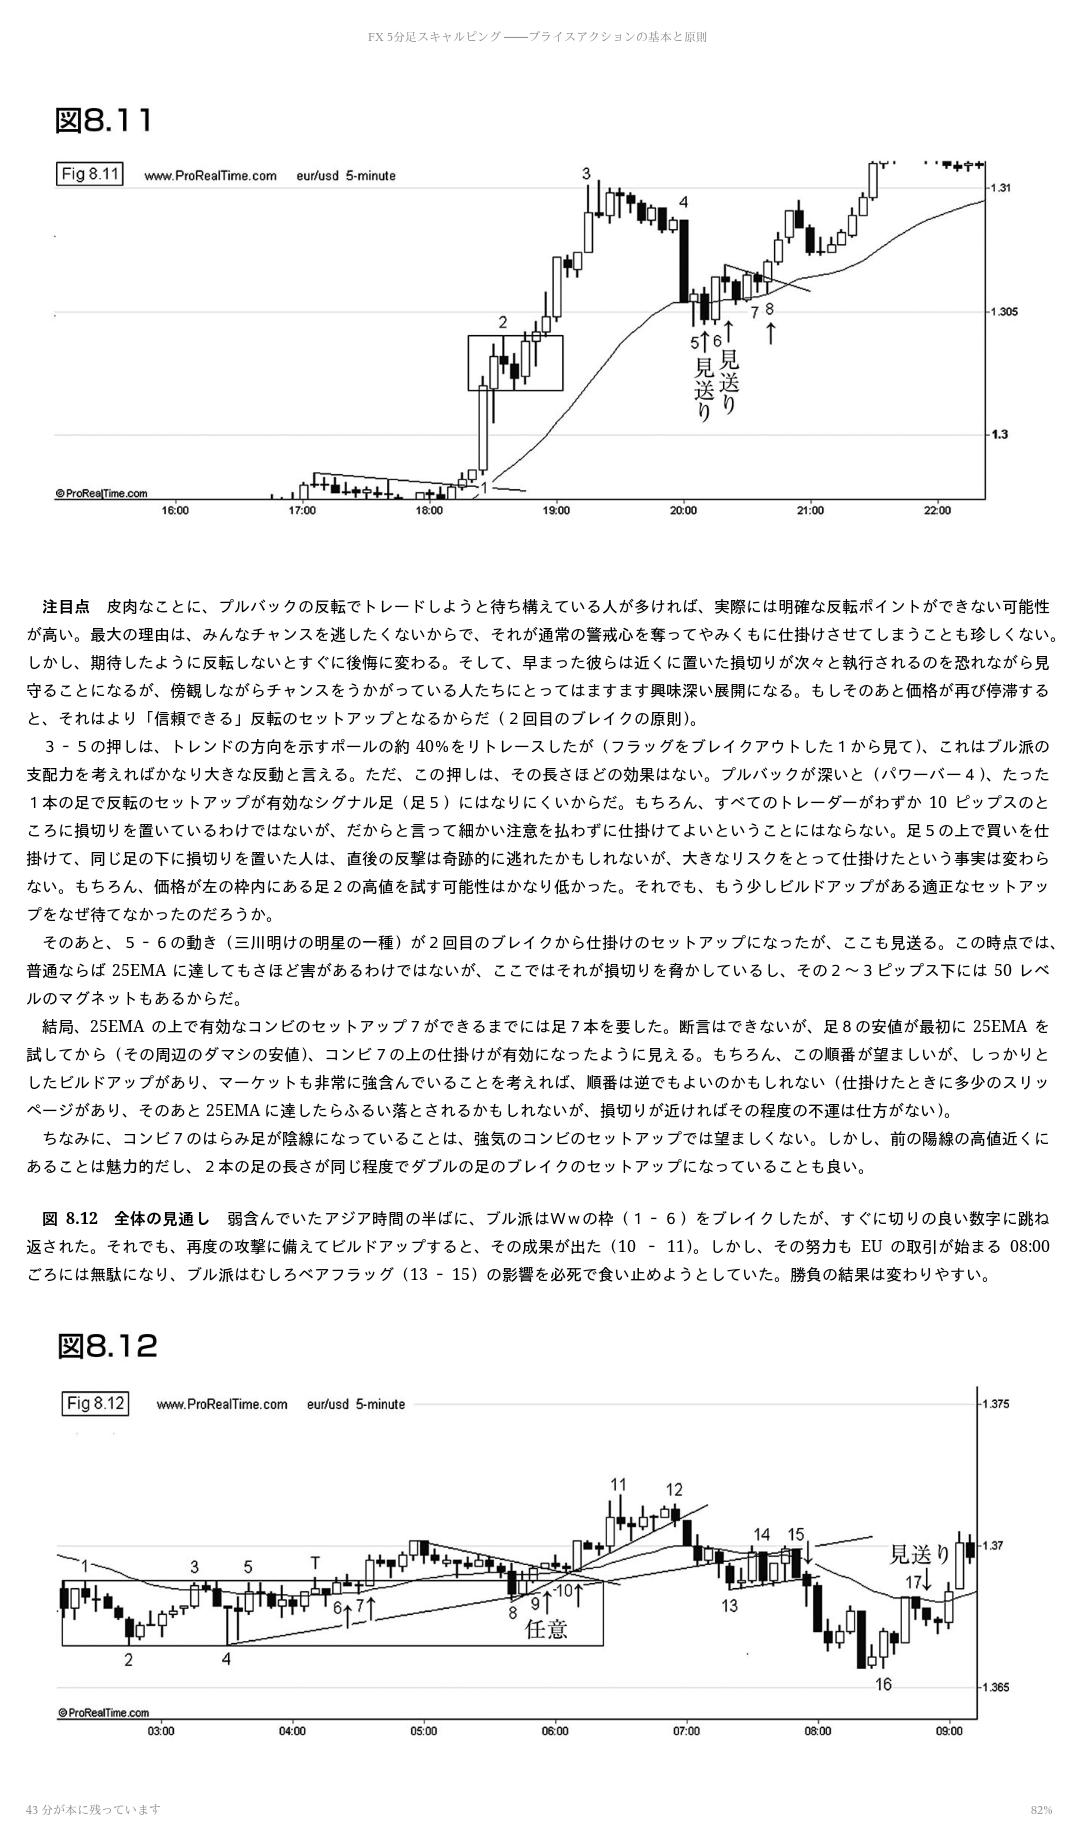 FX 5分足スキャルピング ――プライスアクションの基本と原則
図8.11
Fig 8.11 www.ProRealTime.com eur/usd 5-minute
3
1.31
4
2
1.305
7 8
5 6
見送り
見送り
1.3
1
©ProRealTime.com
16:00 17:00 18:00 19:00 20:00 21:00 22:00
注目点 皮肉なことに、プルバックの反転でトレードしようと待ち構えている人が多ければ、実際には明確な反転ポイントができない可能性
が高い。最大の理由は、みんなチャンスを逃したくないからで、それが通常の警戒心を奪ってやみくもに仕掛けさせてしまうことも珍しくない。
しかし、期待したように反転しないとすぐに後悔に変わる。そして、早まった彼らは近くに置いた損切りが次々と執行されるのを恐れながら見
守ることになるが、傍観しながらチャンスをうかがっている人たちにとってはますます興味深い展開になる。もしそのあと価格が再び停滞する
と、それはより「信頼できる」反転のセットアップとなるからだ（２回目のブレイクの原則）。
３‐５の押しは、トレンドの方向を示すポールの約 40％をリトレースしたが（フラッグをブレイクアウトした１から見て）、これはブル派の
支配力を考えればかなり大きな反動と言える。ただ、この押しは、その長さほどの効果はない。プルバックが深いと（パワーバー４）、たった
１本の足で反転のセットアップが有効なシグナル足（足５）にはなりにくいからだ。もちろん、すべてのトレーダーがわずか 10 ピップスのと
ころに損切りを置いているわけではないが、だからと言って細かい注意を払わずに仕掛けてよいということにはならない。足５の上で買いを仕
掛けて、同じ足の下に損切りを置いた人は、直後の反撃は奇跡的に逃れたかもしれないが、大きなリスクをとって仕掛けたという事実は変わら
ない。もちろん、価格が左の枠内にある足２の高値を試す可能性はかなり低かった。それでも、もう少しビルドアップがある適正なセットアッ
プをなぜ待てなかったのだろうか。
そのあと、５‐６の動き（三川明けの明星の一種）が２回目のブレイクから仕掛けのセットアップになったが、ここも見送る。この時点では、
普通ならば 25EMA に達してもさほど害があるわけではないが、ここではそれが損切りを脅かしているし、その２～３ピップス下には 50 レベ
ルのマグネットもあるからだ。
結局、25EMA の上で有効なコンビのセットアップ７ができるまでには足７本を要した。断言はできないが、足８の安値が最初に 25EMA を
試してから（その周辺のダマシの安値）、コンビ７の上の仕掛けが有効になったように見える。もちろん、この順番が望ましいが、しっかりと
したビルドアップがあり、マーケットも非常に強含んでいることを考えれば、順番は逆でもよいのかもしれない（仕掛けたときに多少のスリッ
ページがあり、そのあと 25EMA に達したらふるい落とされるかもしれないが、損切りが近ければその程度の不運は仕方がない）。
ちなみに、コンビ７のはらみ足が陰線になっていることは、強気のコンビのセットアップでは望ましくない。しかし、前の陽線の高値近くに
あることは魅力的だし、２本の足の長さが同じ程度でダブルの足のブレイクのセットアップになっていることも良い。
図 8.12 全体の見通し 弱含んでいたアジア時間の半ばに、ブル派はＷｗの枠（１‐６）をブレイクしたが、すぐに切りの良い数字に跳ね
返された。それでも、再度の攻撃に備えてビルドアップすると、その成果が出た（10 ‐ 11）。しかし、その努力も EU の取引が始まる 08:00
ごろには無駄になり、ブル派はむしろベアフラッグ（13 ‐ 15）の影響を必死で食い止めようとしていた。勝負の結果は変わりやすい。
図8.12
Fig 8.12 www.ProRealTime.com eur/usd 5-minute
1.375
11 12
14 15
1.37
見送り
1 3 5 T
17
6 7 8 9 10 13
任意
2 4
16
1.365
©ProRealTime.com
03:00 04:00 05:00 06:00 07:00 08:00 09:00
43 分が本に残っています
82%